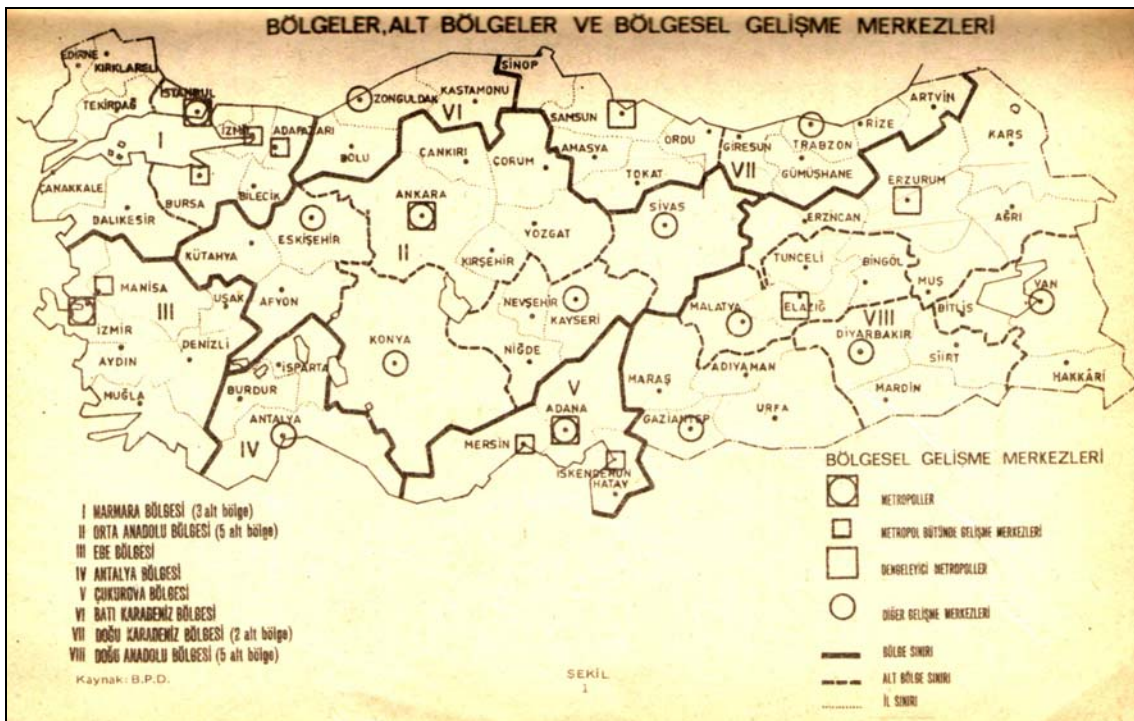 BÖLGELER, ALT BÖLGELER VE BÖLGESEL GELİŞME MERKEZLERİ
EDİRNE
KIRKLARELİ
TEKİRDAĞ
İSTANBUL
İZMİT
ADAPAZARI
I
ÇANAKKALE
BURSA
BİLECİK
BALIKESİR
ZONGULDAK
KASTAMONU
SİNOP
VI
BOLU
ÇANKIRI
ÇORUM
SAMSUN
AMASYA
ORDU
TOKAT
GİRESUN
VII
TRABZON
GÜMÜŞHANE
RİZE
ARTVİN
KARS
ERZURUM
AĞRI
ERZNCAN
ANKARA
ESKİŞEHİR
KÜTAHYA
II
YOZGAT
KIRŞEHİR
SİVAS
TUNCELİ
BİNGÖL
MUŞ
BİTLİS
VAN
MANİSA
III
UŞAK
AFYON
İZMİR
AYDIN
DENİZLİ
MUĞLA
NEVŞEHİR
KAYSERİ
KONYA
NİĞDE
MALATYA
ELAZIĞ
VIII
DİYARBAKIR
SİİRT
HAKKÂRİ
ISPARTA
BURDUR
ANTALYA
IV
V
ADANA
MERSİN
İSKENDERUN
HATAY
MARAŞ
ADIYAMAN
GAZİANTEP
URFA
MARDİN
I MARMARA BÖLGESİ (3 alt bölge)
II ORTA ANADOLU BÖLGESİ (5 alt bölge)
III EGE BÖLGESİ
IV ANTALYA BÖLGESİ
V ÇUKUROVA BÖLGESİ
VI BATI KARADENİZ BÖLGESİ
VII DOĞU KARADENİZ BÖLGESİ (2 alt bölge)
VIII DOĞU ANADOLU BÖLGESİ (5 alt bölge)
Kaynak: B.P.D.
ŞEKİL
1
BÖLGESEL GELİŞME MERKEZLERİ
METROPOLLER
METROPOL BÜTÜNDE GELİŞME MERKEZLERİ
DENGELEYİCİ METROPOLLER
DİĞER GELİŞME MERKEZLERİ
BÖLGE SINIRI
ALT BÖLGE SINIRI
İL SINIRI